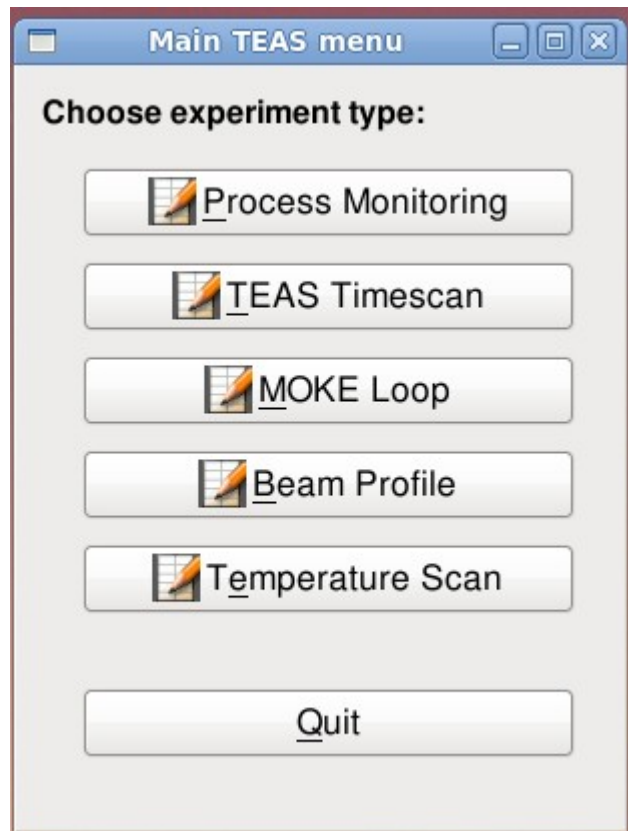 Main TEAS menu
Choose experiment type:
Process Monitoring
TEAS Timescan
MOKE Loop
Beam Profile
Temperature Scan
Quit